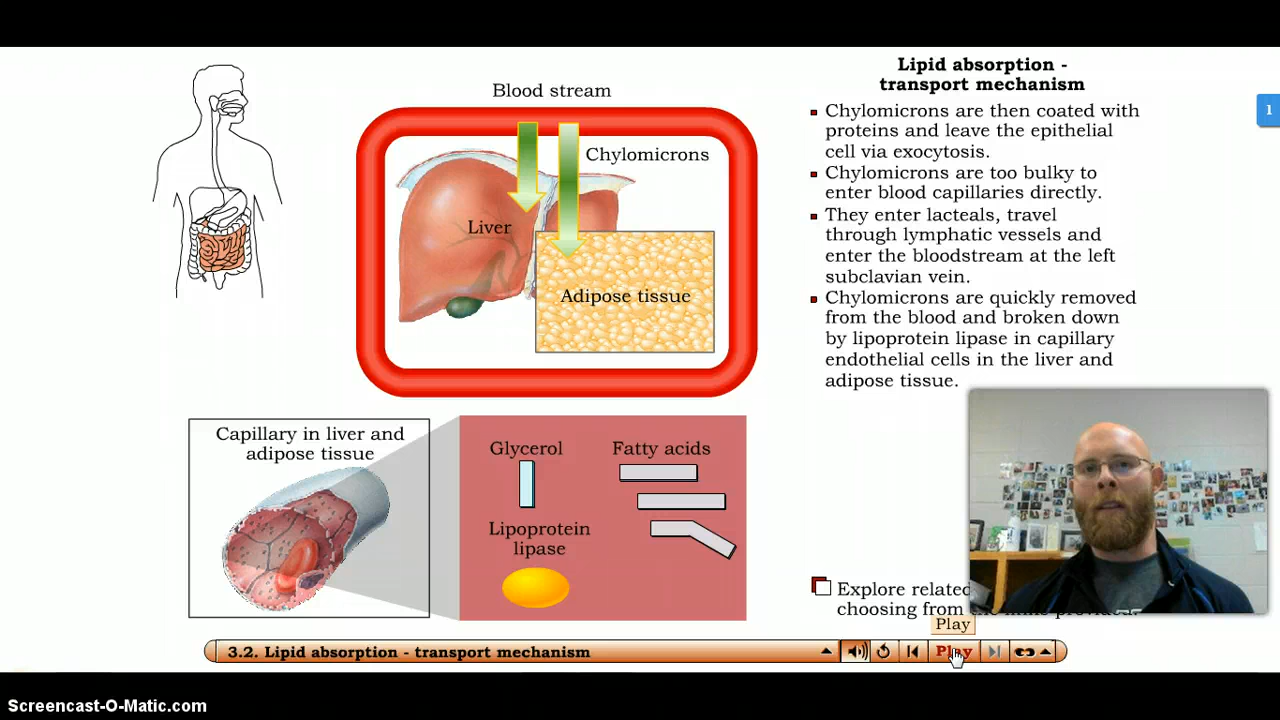 Blood stream
Chylomicrons
Liver
Adipose tissue
Capillary in liver and
adipose tissue
Glycerol
Fatty acids
Lipoprotein
lipase
Lipid absorption -
transport mechanism
Chylomicrons are then coated with
proteins and leave the epithelial
cell via exocytosis.
Chylomicrons are too bulky to
enter blood capillaries directly.
They enter lacteals, travel
through lymphatic vessels and
enter the bloodstream at the left
subclavian vein.
Chylomicrons are quickly removed
from the blood and broken down
by lipoprotein lipase in capillary
endothelial cells in the liver and
adipose tissue.
1
Explore related
choosing from
Play
3.2. Lipid absorption - transport mechanism
Play
Screencast-O-Matic.com